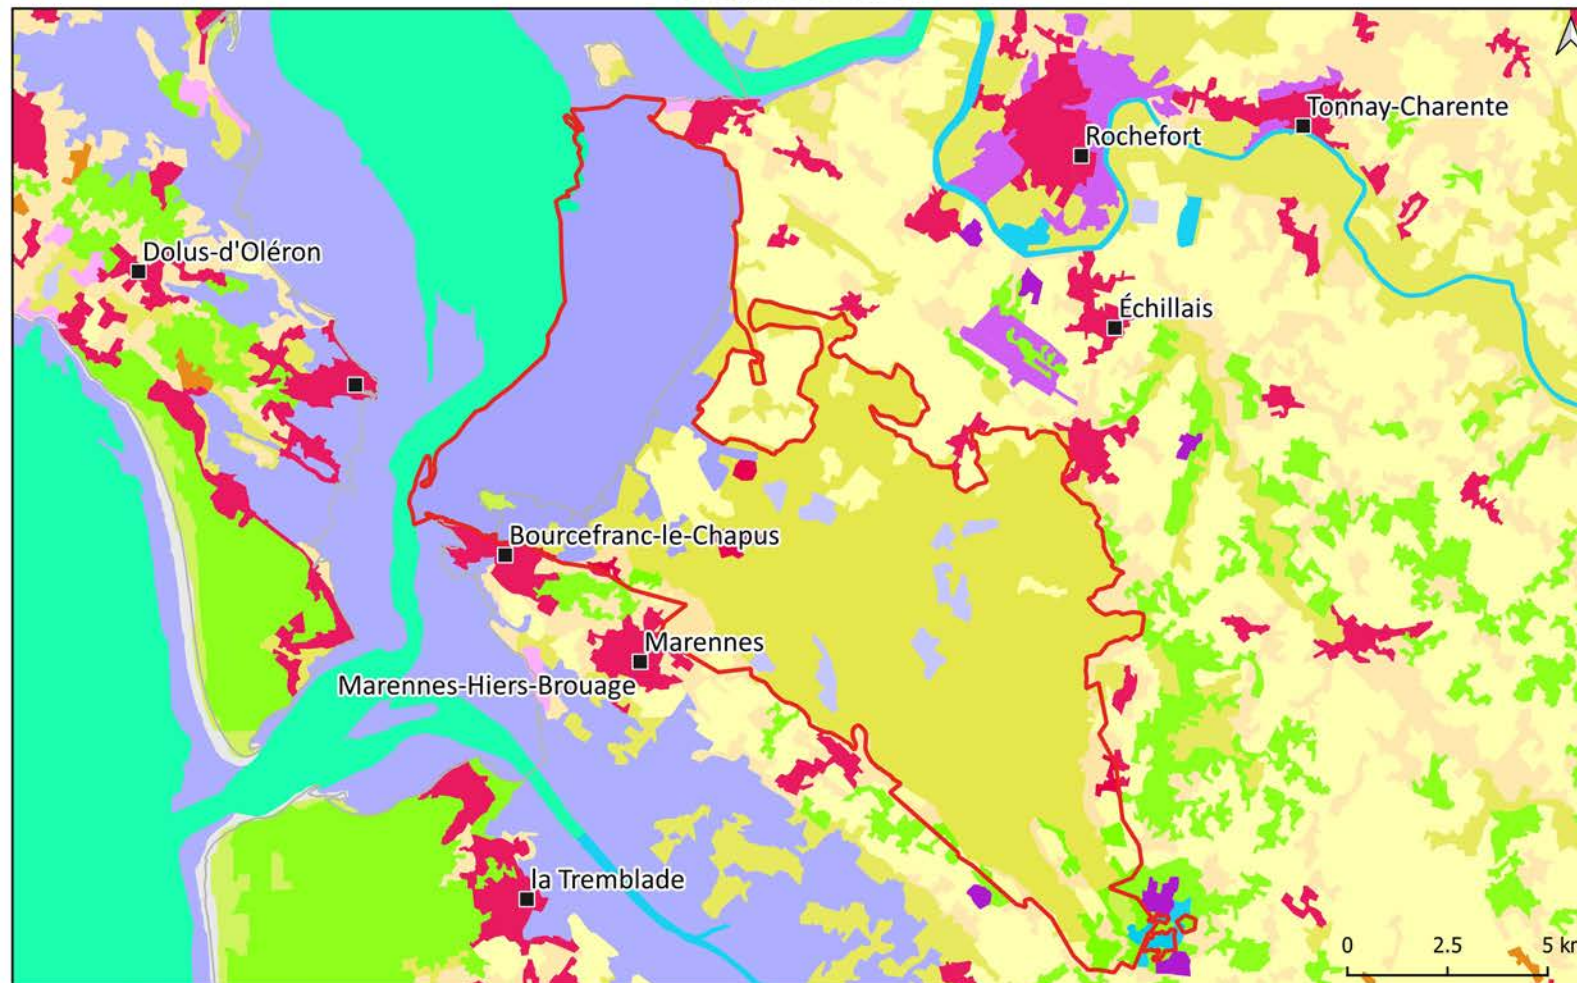 Tonnay-Charente
Rochefort
Dolus-d'Oléron
Échillais
Bourcefranc-le-Chapus
Marennes
Marennes-Hiers-Brouage
la Tremblade
0 2.5 5 km